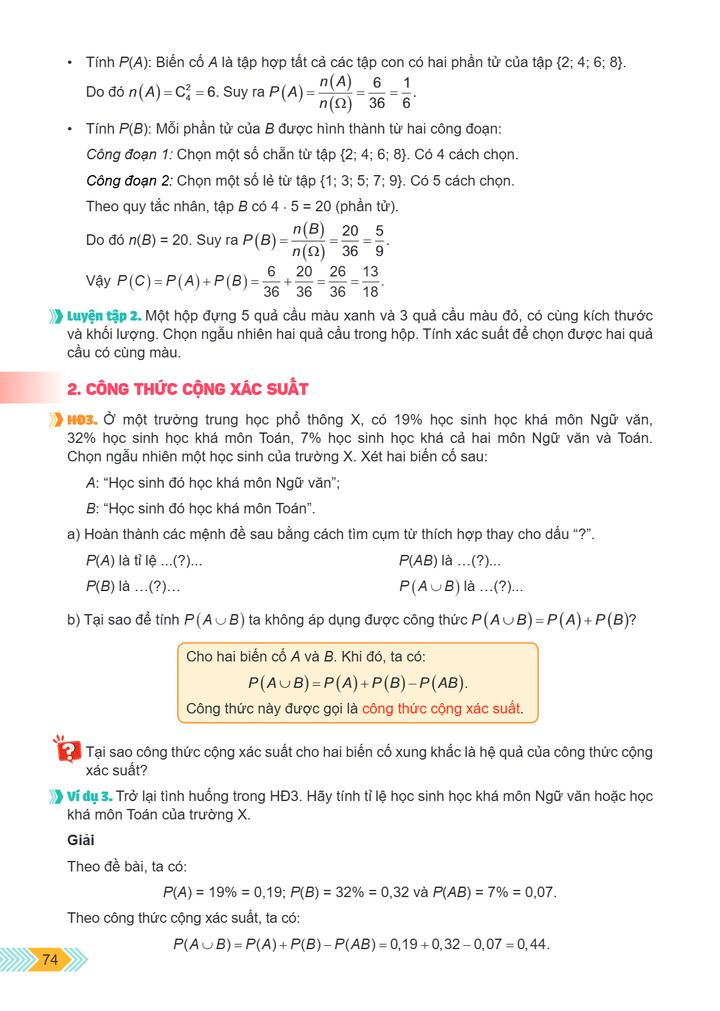 • Tính P(A): Biến cố A là tập hợp tất cả các tập con có hai phần tử của tập {2; 4; 6; 8}.
Do đó n(A) = C₄² = 6. Suy ra P(A) = n(A)/n(Ω) = 6/36 = 1/6.
• Tính P(B): Mỗi phần tử của B được hình thành từ hai công đoạn:
Công đoạn 1: Chọn một số chẵn từ tập {2; 4; 6; 8}. Có 4 cách chọn.
Công đoạn 2: Chọn một số lẻ từ tập {1; 3; 5; 7; 9}. Có 5 cách chọn.
Theo quy tắc nhân, tập B có 4 · 5 = 20 (phần tử).
Do đó n(B) = 20. Suy ra P(B) = n(B)/n(Ω) = 20/36 = 5/9.
Vậy P(C) = P(A) + P(B) = 6/36 + 20/36 = 26/36 = 13/18.
Luyện tập 2. Một hộp đựng 5 quả cầu màu xanh và 3 quả cầu màu đỏ, có cùng kích thước
và khối lượng. Chọn ngẫu nhiên hai quả cầu trong hộp. Tính xác suất để chọn được hai quả
cầu có cùng màu.
2. CÔNG THỨC CỘNG XÁC SUẤT
HĐ3. Ở một trường trung học phổ thông X, có 19% học sinh học khá môn Ngữ văn,
32% học sinh học khá môn Toán, 7% học sinh học khá cả hai môn Ngữ văn và Toán.
Chọn ngẫu nhiên một học sinh của trường X. Xét hai biến cố sau:
A: “Học sinh đó học khá môn Ngữ văn”;
B: “Học sinh đó học khá môn Toán”.
a) Hoàn thành các mệnh đề sau bằng cách tìm cụm từ thích hợp thay cho dấu “?”.
P(A) là tỉ lệ ...(?)... P(AB) là …(?)...
P(B) là …(?)… P(A ∪ B) là …(?)...
b) Tại sao để tính P(A ∪ B) ta không áp dụng được công thức P(A ∪ B) = P(A) + P(B)?
Cho hai biến cố A và B. Khi đó, ta có:
P(A ∪ B) = P(A) + P(B) − P(AB).
Công thức này được gọi là công thức cộng xác suất.
?
Tại sao công thức cộng xác suất cho hai biến cố xung khắc là hệ quả của công thức cộng
xác suất?
Ví dụ 3. Trở lại tình huống trong HĐ3. Hãy tính tỉ lệ học sinh học khá môn Ngữ văn hoặc học
khá môn Toán của trường X.
Giải
Theo đề bài, ta có:
P(A) = 19% = 0,19; P(B) = 32% = 0,32 và P(AB) = 7% = 0,07.
Theo công thức cộng xác suất, ta có:
P(A ∪ B) = P(A) + P(B) − P(AB) = 0,19 + 0,32 − 0,07 = 0,44.
74